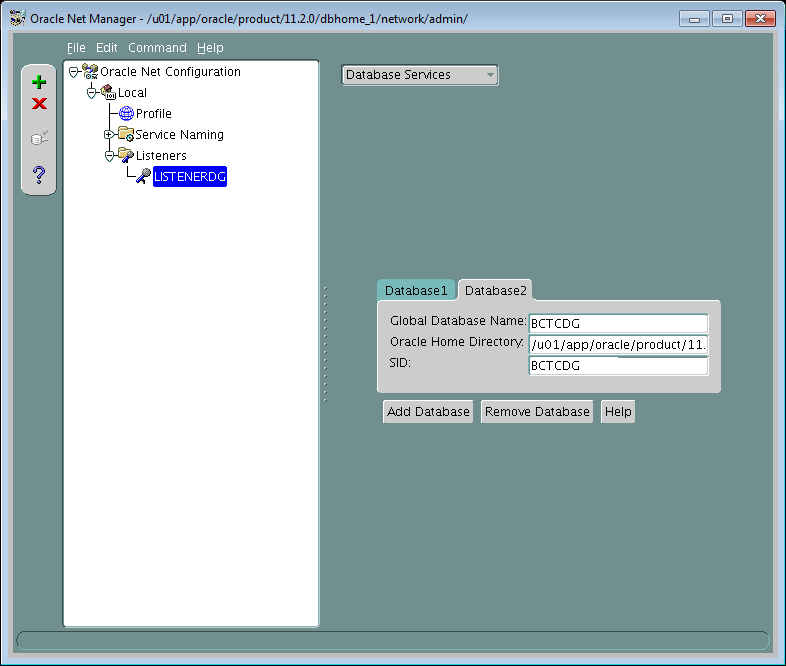 Oracle Net Manager - /u01/app/oracle/product/11.2.0/dbhome_1/network/admin/
File Edit Command Help
Oracle Net Configuration
Local
Profile
Service Naming
Listeners
LISTENERDG
Database Services
Database1 Database2
Global Database Name: BCTCDG
Oracle Home Directory: /u01/app/oracle/product/11.
SID: BCTCDG
Add Database Remove Database Help